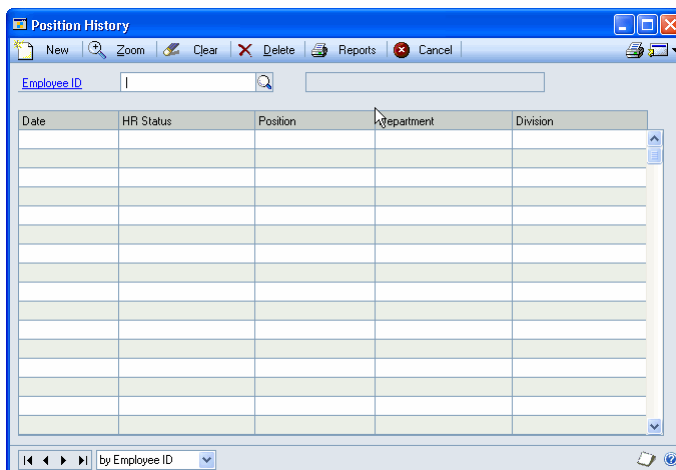 Position History
New Zoom Clear Delete Reports Cancel
Employee ID
Date HR Status Position Department Division
by Employee ID